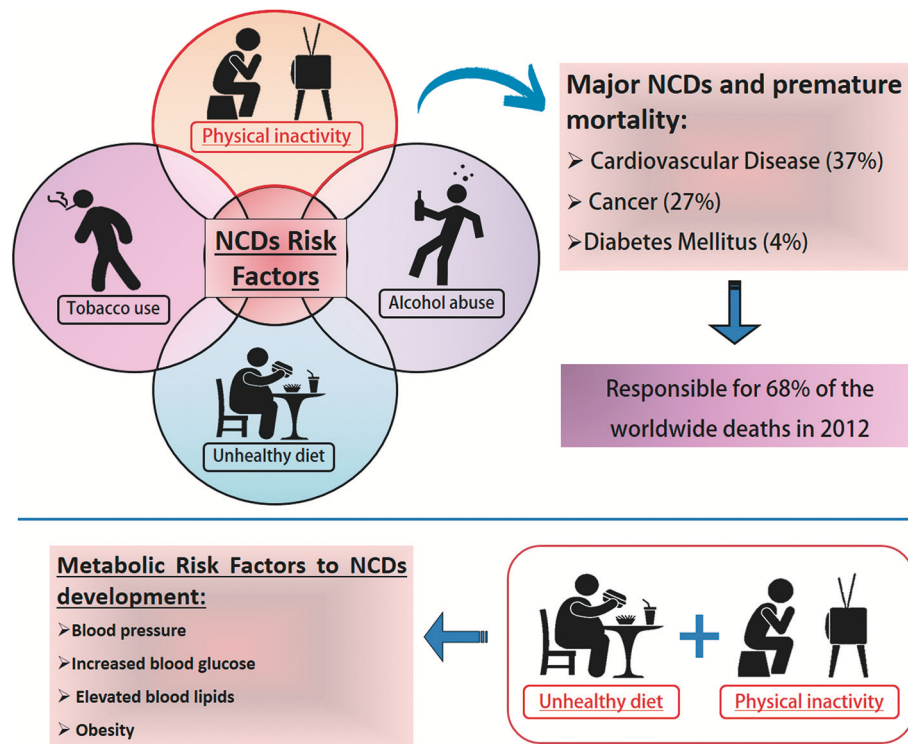 Physical inactivity
Tobacco use
NCDs Risk
Factors
Alcohol abuse
Unhealthy diet
Major NCDs and premature
mortality:
➢ Cardiovascular Disease (37%)
➢ Cancer (27%)
➢Diabetes Mellitus (4%)
Responsible for 68% of the
worldwide deaths in 2012
Metabolic Risk Factors to NCDs
development:
➢Blood pressure
➢Increased blood glucose
➢ Elevated blood lipids
➢ Obesity
Unhealthy diet
Physical inactivity